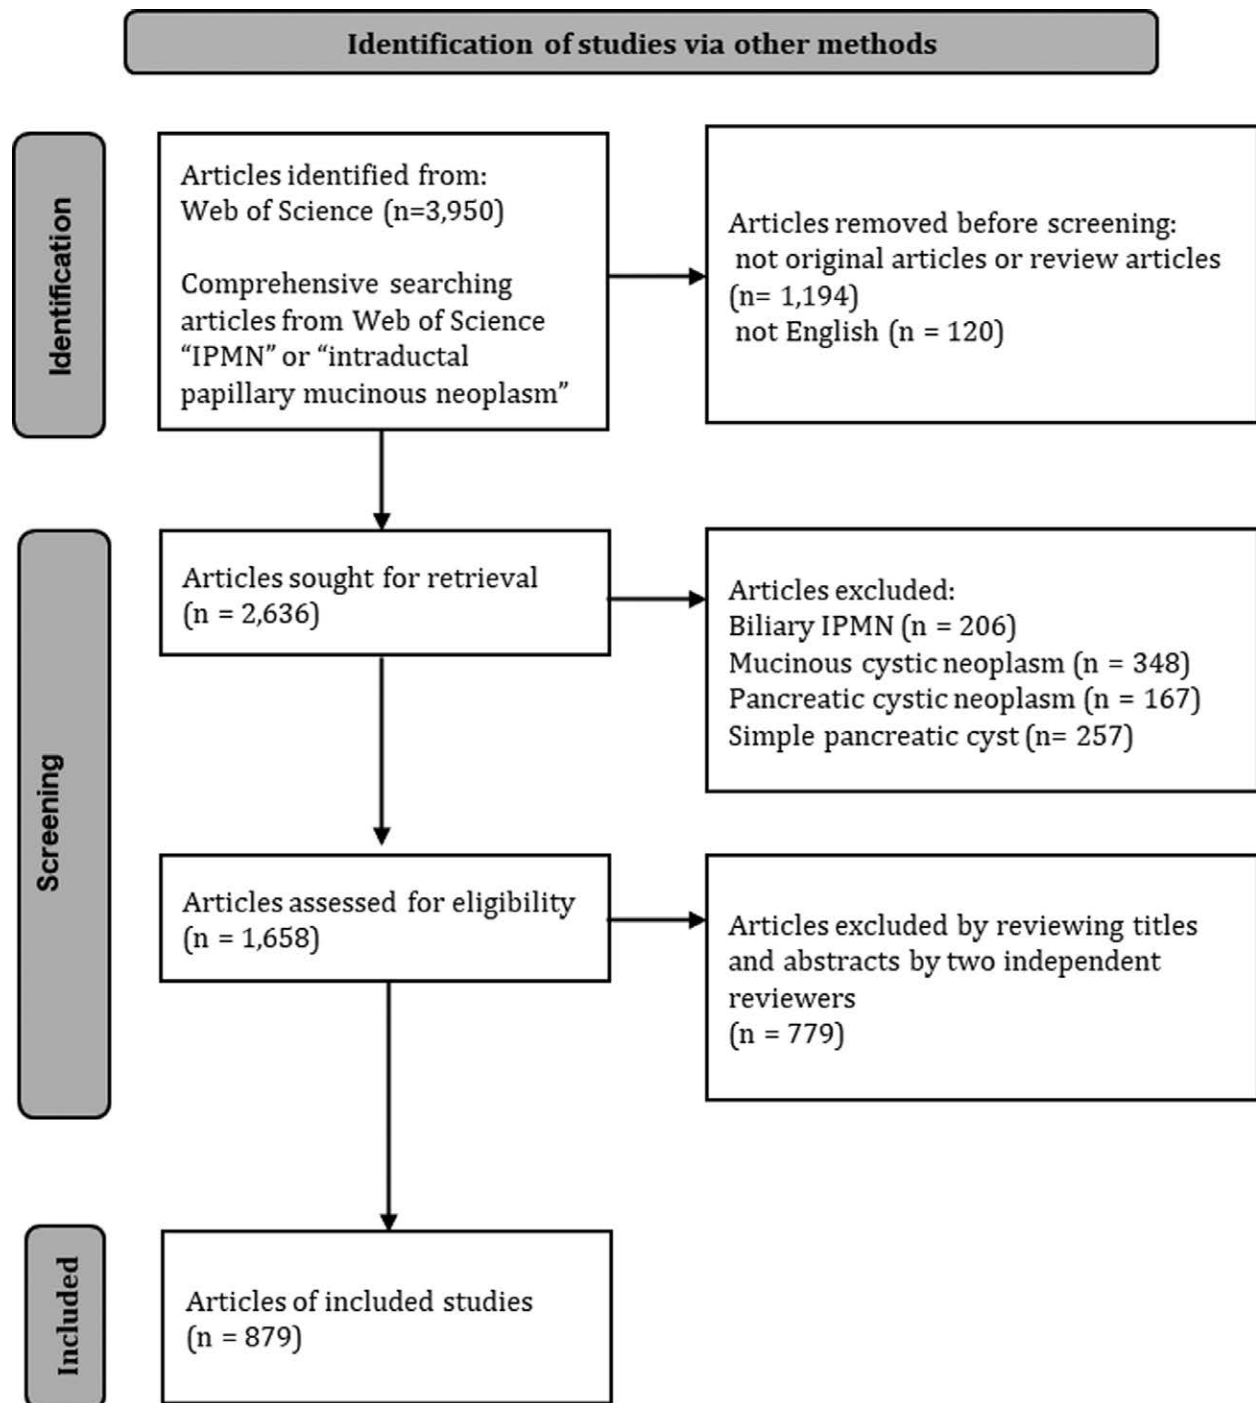 Identification of studies via other methods
Identification
Articles identified from:
Web of Science (n=3,950)
Comprehensive searching
articles from Web of Science
“IPMN” or “intraductal
papillary mucinous neoplasm”
Articles removed before screening:
not original articles or review articles
(n= 1,194)
not English (n = 120)
Screening
Articles sought for retrieval
(n = 2,636)
Articles excluded:
Biliary IPMN (n = 206)
Mucinous cystic neoplasm (n = 348)
Pancreatic cystic neoplasm (n = 167)
Simple pancreatic cyst (n= 257)
Articles assessed for eligibility
(n = 1,658)
Articles excluded by reviewing titles
and abstracts by two independent
reviewers
(n = 779)
Included
Articles of included studies
(n = 879)